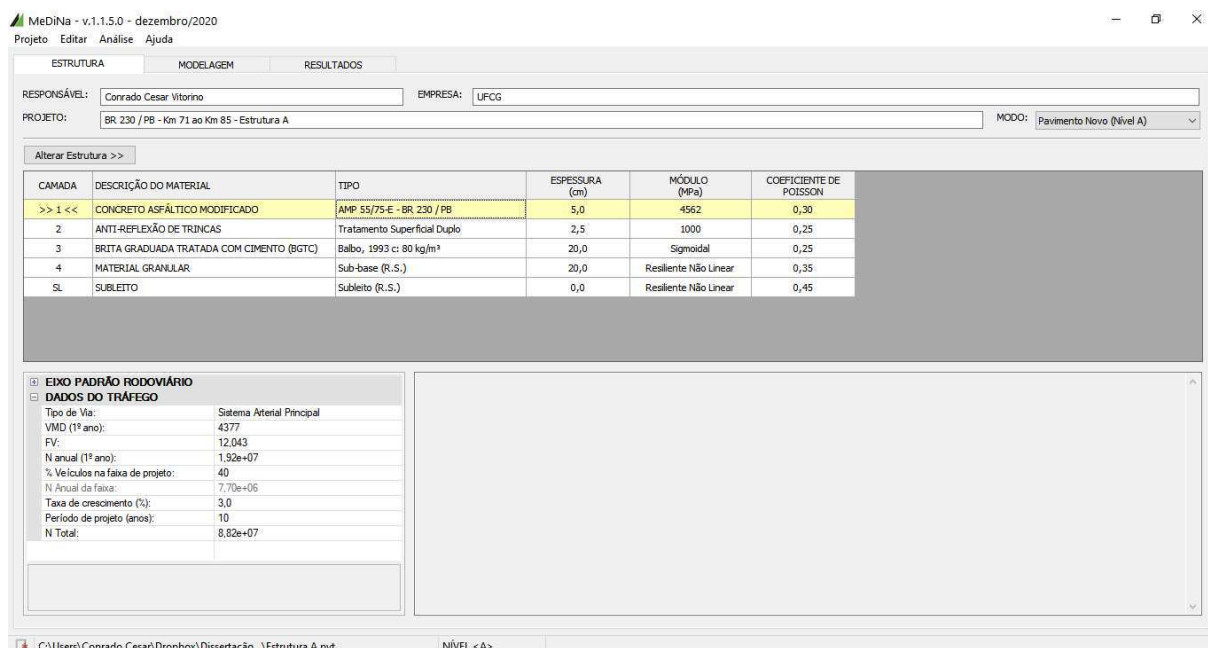 MeDiNa - v.1.1.5.0 - dezembro/2020
Projeto Editar Análise Ajuda
ESTRUTURA MODELAGEM RESULTADOS
RESPONSÁVEL: Conrado Cesar Vitorino EMPRESA: UFCG
PROJETO: BR 230 / PB - Km 71 ao Km 85 - Estrutura A MODO: Pavimento Novo (Nível A)
Alterar Estrutura >>
CAMADA DESCRIÇÃO DO MATERIAL TIPO ESPESSURA (cm) MÓDULO (MPa) COEFICIENTE DE POISSON
>> 1 << CONCRETO ASFÁLTICO MODIFICADO AMP 55/75-E - BR 230 / PB 5,0 4562 0,30
2 ANTI-REFLEXÃO DE TRINCAS Tratamento Superficial Duplo 2,5 1000 0,25
3 BRITA GRADUADA TRATADA COM CIMENTO (BGTC) Balbo, 1993 c: 80 kg/m³ 20,0 Sigmoidal 0,25
4 MATERIAL GRANULAR Sub-base (R.S.) 20,0 Resiliente Não Linear 0,35
SL SUBLEITO Subleito (R.S.) 0,0 Resiliente Não Linear 0,45
EIXO PADRÃO RODOVIÁRIO
DADOS DO TRÁFEGO
Tipo de Via: Sistema Arterial Principal
VMD (1º ano): 4377
FV: 12,043
N anual (1º ano): 1,92e+07
% Veículos na faixa de projeto: 40
N Anual da faixa: 7,70e+06
Taxa de crescimento (%): 3,0
Período de projeto (anos): 10
N Total: 8,82e+07
C:\Users\Conrado Cesar\Dropbox\Dissertação...\Estrutura A.pvt NÍVEL <A>